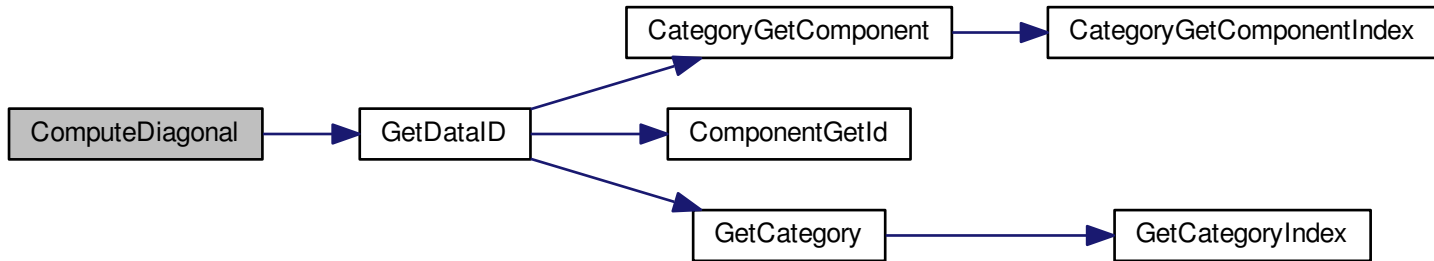 CategoryGetComponent
CategoryGetComponentIndex
ComputeDiagonal
GetDataID
ComponentGetId
GetCategory
GetCategoryIndex